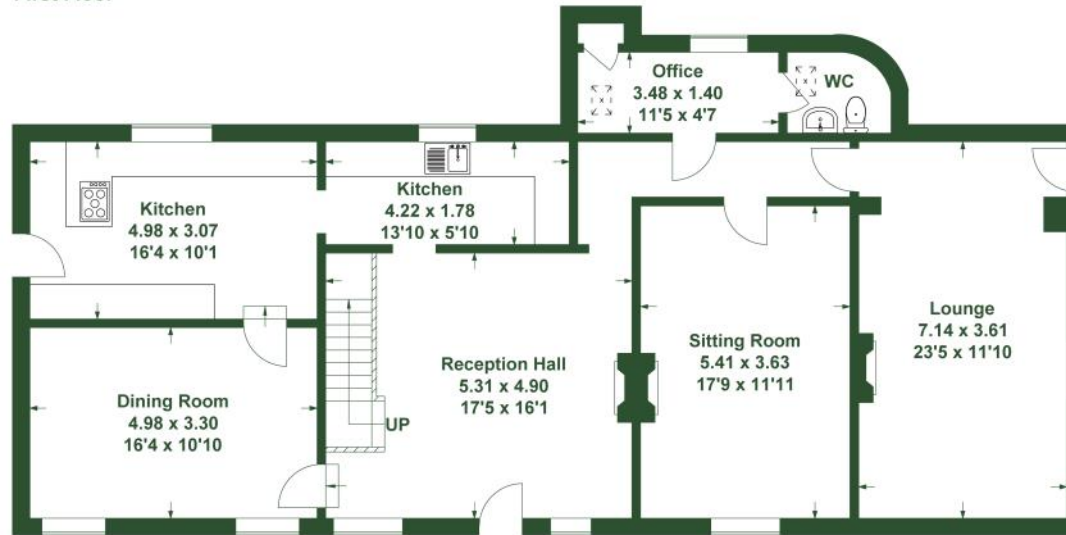 Office
3.48 x 1.40
11'5 x 4'7
WC
Kitchen
4.98 x 3.07
16'4 x 10'1
Kitchen
4.22 x 1.78
13'10 x 5'10
Dining Room
4.98 x 3.30
16'4 x 10'10
UP
Reception Hall
5.31 x 4.90
17'5 x 16'1
Sitting Room
5.41 x 3.63
17'9 x 11'11
Lounge
7.14 x 3.61
23'5 x 11'10